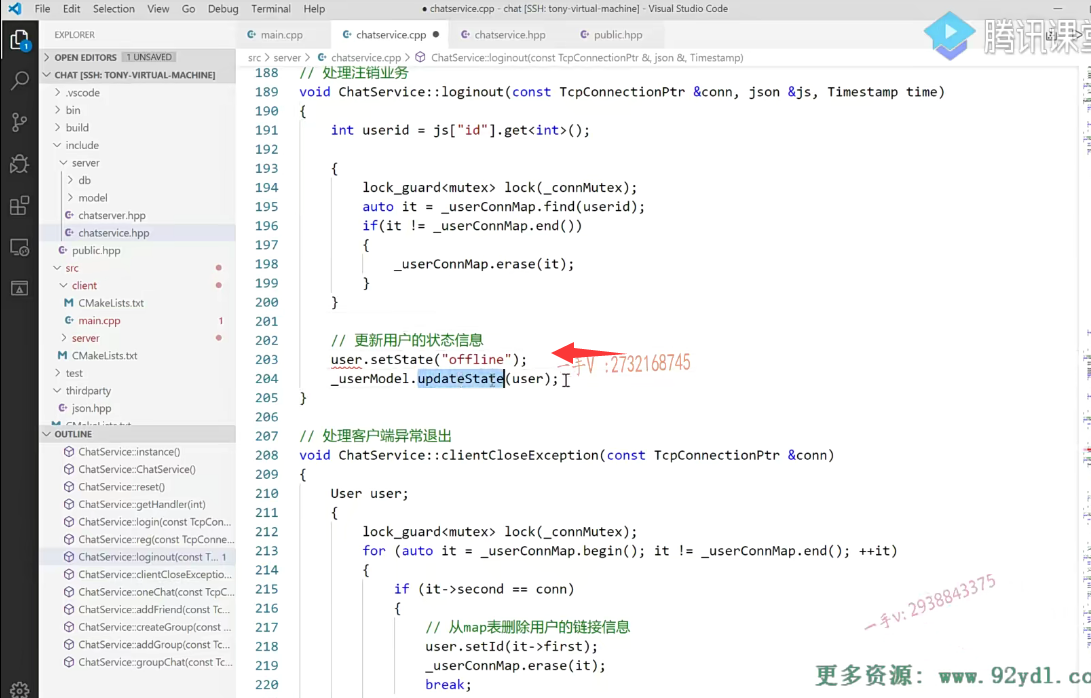 File Edit Selection View Go Debug Terminal Help ● chatservice.cpp - chat [SSH: tony-virtual-machine] - Visual Studio Code
EXPLORER
main.cpp chatservice.cpp ● chatservice.hpp public.hpp
腾讯课堂
OPEN EDITORS 1 UNSAVED
src > server > chatservice.cpp > ChatService::loginout(const TcpConnectionPtr &, json &, Timestamp)
CHAT [SSH: TONY-VIRTUAL-MACHINE]
.vscode
bin
build
include
server
db
model
chatserver.hpp
chatservice.hpp
public.hpp
src
client
CMakeLists.txt
main.cpp 1
server
CMakeLists.txt
test
thirdparty
json.hpp
CMakeLists.txt
OUTLINE
ChatService::instance()
ChatService::ChatService()
ChatService::reset()
ChatService::getHandler(int)
ChatService::login(const TcpCon...
ChatService::reg(const TcpConne...
ChatService::loginout(const T... 1
ChatService::clientCloseExceptio...
ChatService::oneChat(const TcpC...
ChatService::addFriend(const Tc...
ChatService::createGroup(const ...
ChatService::addGroup(const Tc...
ChatService::groupChat(const Tc...
188 // 处理注销业务
189 void ChatService::loginout(const TcpConnectionPtr &conn, json &js, Timestamp time)
190 {
191 int userid = js["id"].get<int>();
192
193 {
194 lock_guard<mutex> lock(_connMutex);
195 auto it = _userConnMap.find(userid);
196 if(it != _userConnMap.end())
197 {
198 _userConnMap.erase(it);
199 }
200 }
201
202 // 更新用户的状态信息
203 user.setState("offline");
一手V :2732168745
204 _userModel.updateState(user);
205 }
206
207 // 处理客户端异常退出
208 void ChatService::clientCloseException(const TcpConnectionPtr &conn)
209 {
210 User user;
211 {
212 lock_guard<mutex> lock(_connMutex);
213 for (auto it = _userConnMap.begin(); it != _userConnMap.end(); ++it)
214 {
215 if (it->second == conn)
216 {
217 // 从map表删除用户的链接信息
218 user.setId(it->first);
219 _userConnMap.erase(it);
220 break;
一手v: 2938843375
更多资源: www.92yd1.co